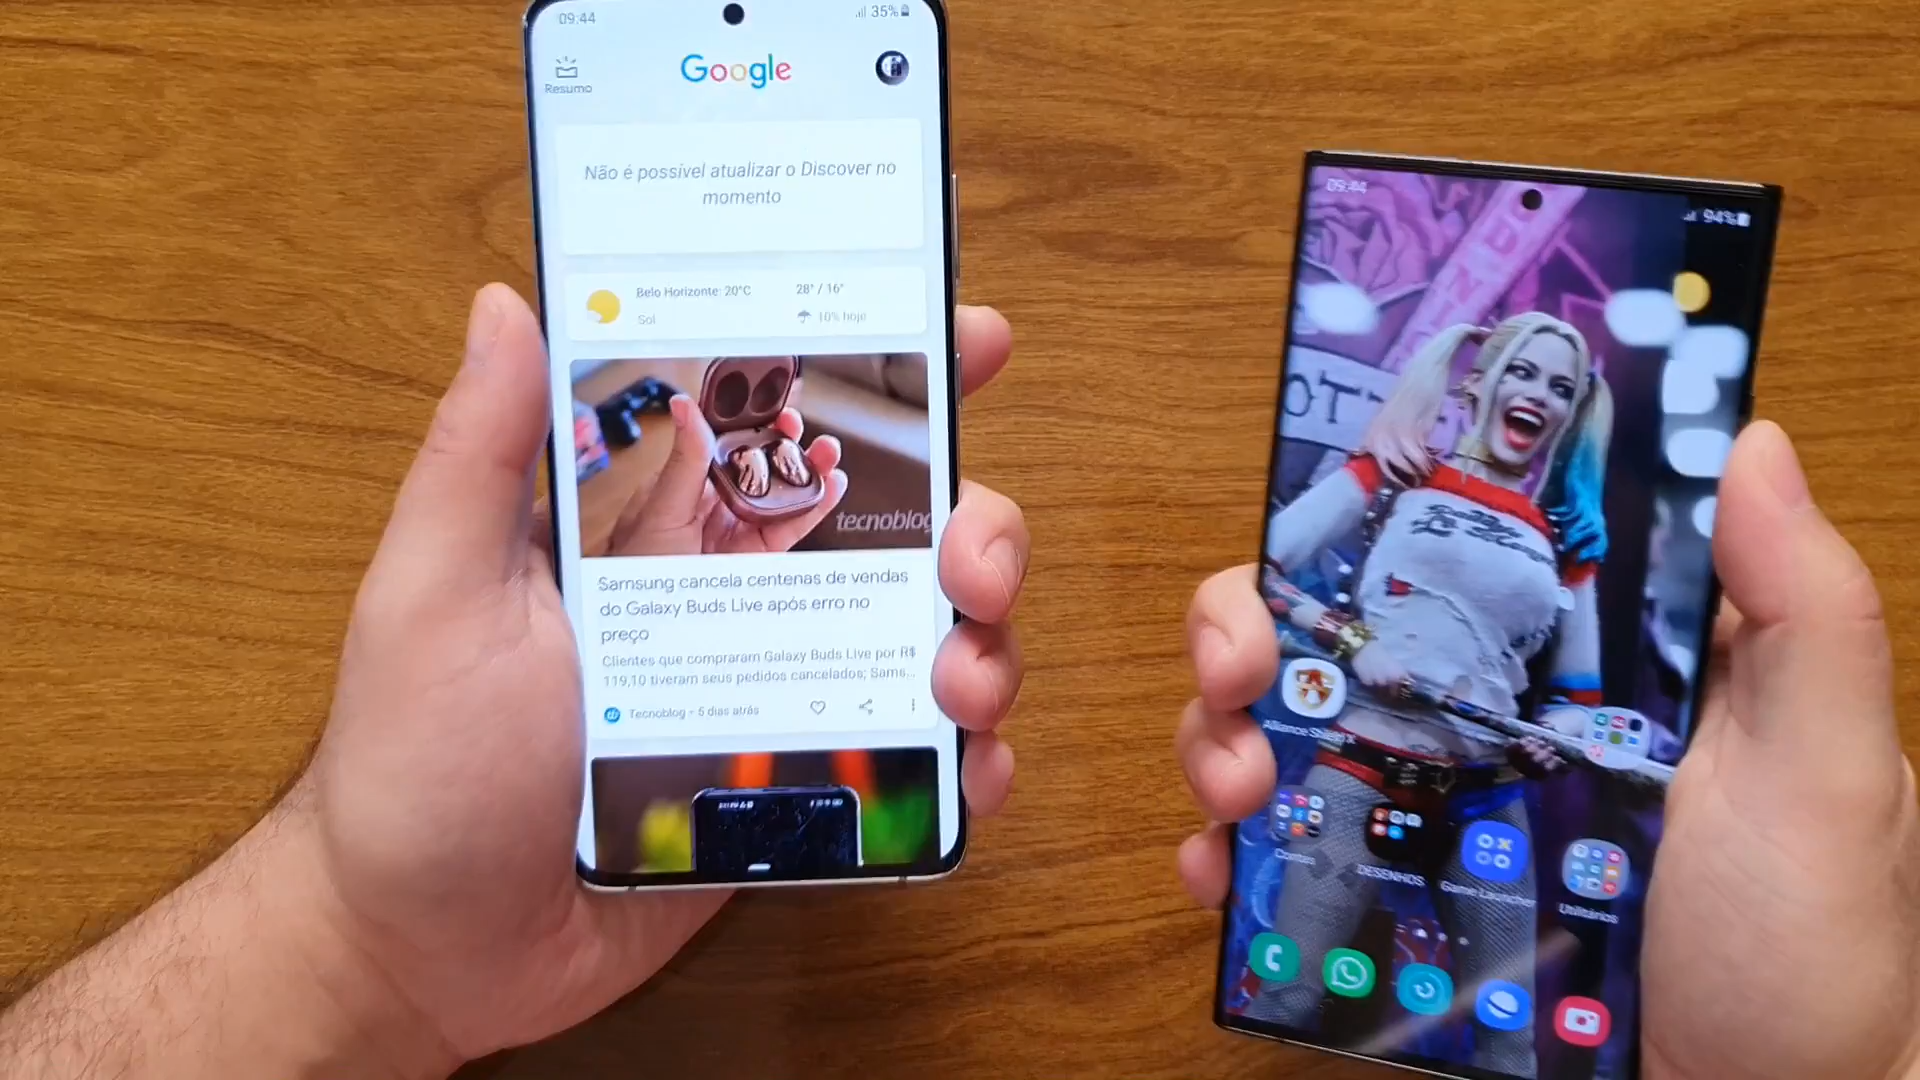 09:44
35%
Google
Resumo
Não é possível atualizar o Discover no
momento
Belo Horizonte: 20°C
28° / 16°
Sol
10% hoje
tecnoblog
Samsung cancela centenas de vendas
do Galaxy Buds Live após erro no
preço
Clientes que compraram Galaxy Buds Live por R$
119,10 tiveram seus pedidos cancelados; Sams...
Tecnoblog - 5 dias atrás
09:44
94%
Alliance Shield X
Contas
DESENHOS
Game Launcher
Utilitários